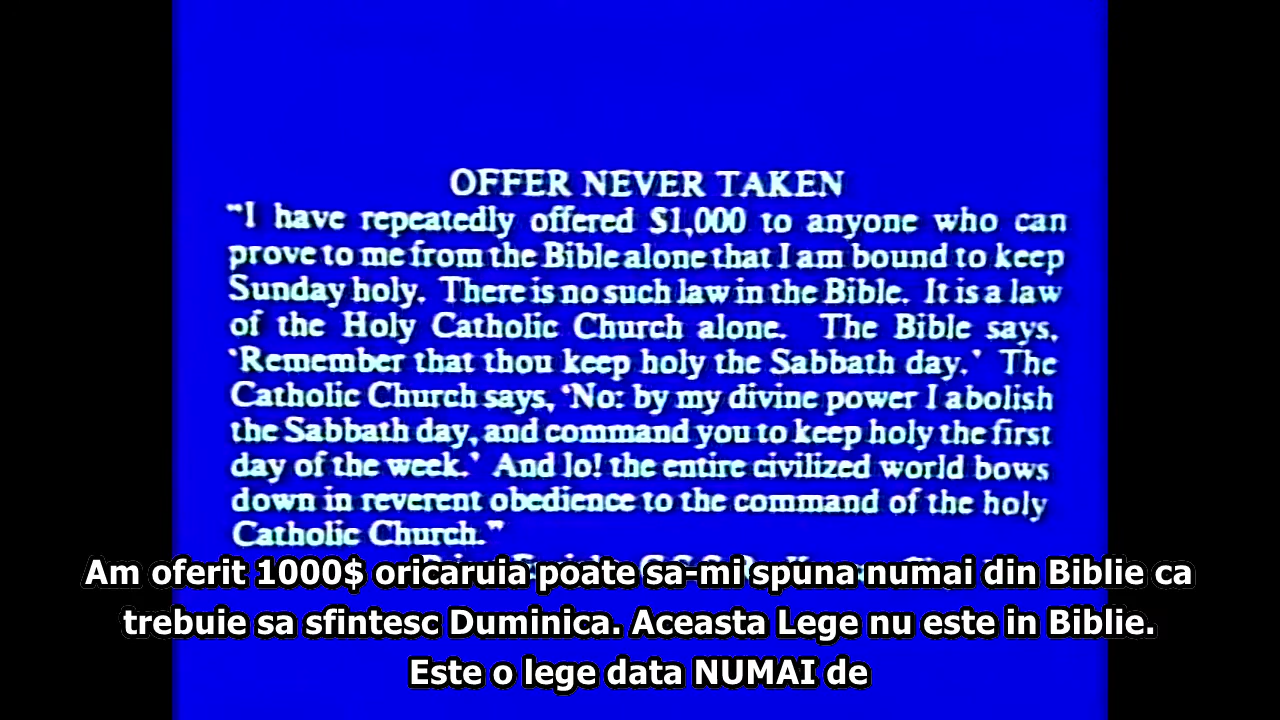 OFFER NEVER TAKEN
"I have repeatedly offered $1,000 to anyone who can
prove to me from the Bible alone that I am bound to keep
Sunday holy. There is no such law in the Bible. It is a law
of the Holy Catholic Church alone. The Bible says,
'Remember that thou keep holy the Sabbath day.' The
Catholic Church says, 'No: by my divine power I abolish
the Sabbath day, and command you to keep holy the first
day of the week.' And lo! the entire civilized world bows
down in reverent obedience to the command of the holy
Catholic Church."
Am oferit 1000$ oricaruia poate sa-mi spuna numai din Biblie ca
trebuie sa sfintesc Duminica. Aceasta Lege nu este in Biblie.
Este o lege data NUMAI de